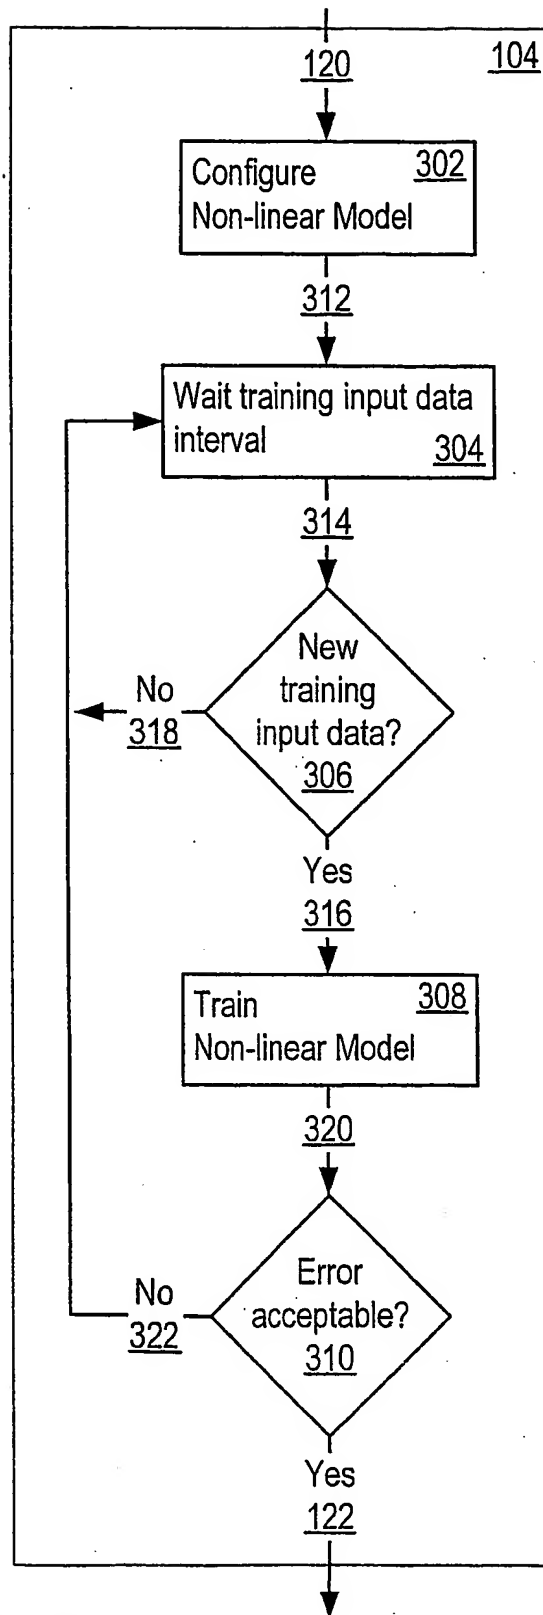 104
120
302
Configure
Non-linear Model
312
Wait training input data
interval
304
314
New
training
input data?
306
No
318
Yes
316
308
Train
Non-linear Model
320
Error
acceptable?
310
No
322
Yes
122